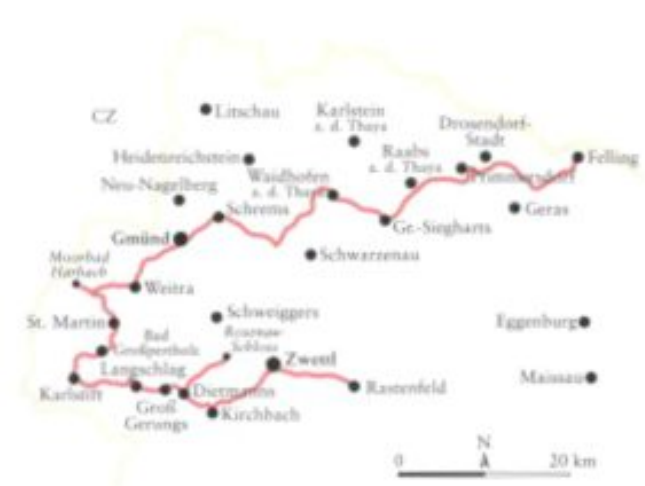 CZ
Litschau
Karlstein
a. d. Thaya
Drosendorf-
Stadt
Heidenreichstein
Waidhofen
a. d. Thaya
Raabs
a. d. Thaya
Felling
Neu-Nagelberg
Schrems
Geras
Gr.-Siegharts
Gmünd
Schwarzenau
Moorbad
Harbach
Weitra
St. Martin
Schweiggers
Eggenburg
Bad
Großpertholz
Rosenau-
Schloss
Zwettl
Langschlag
Maissau
Karlstift
Dietmanns
Rastenfeld
Groß
Gerungs
Kirchbach
N
0
20 km